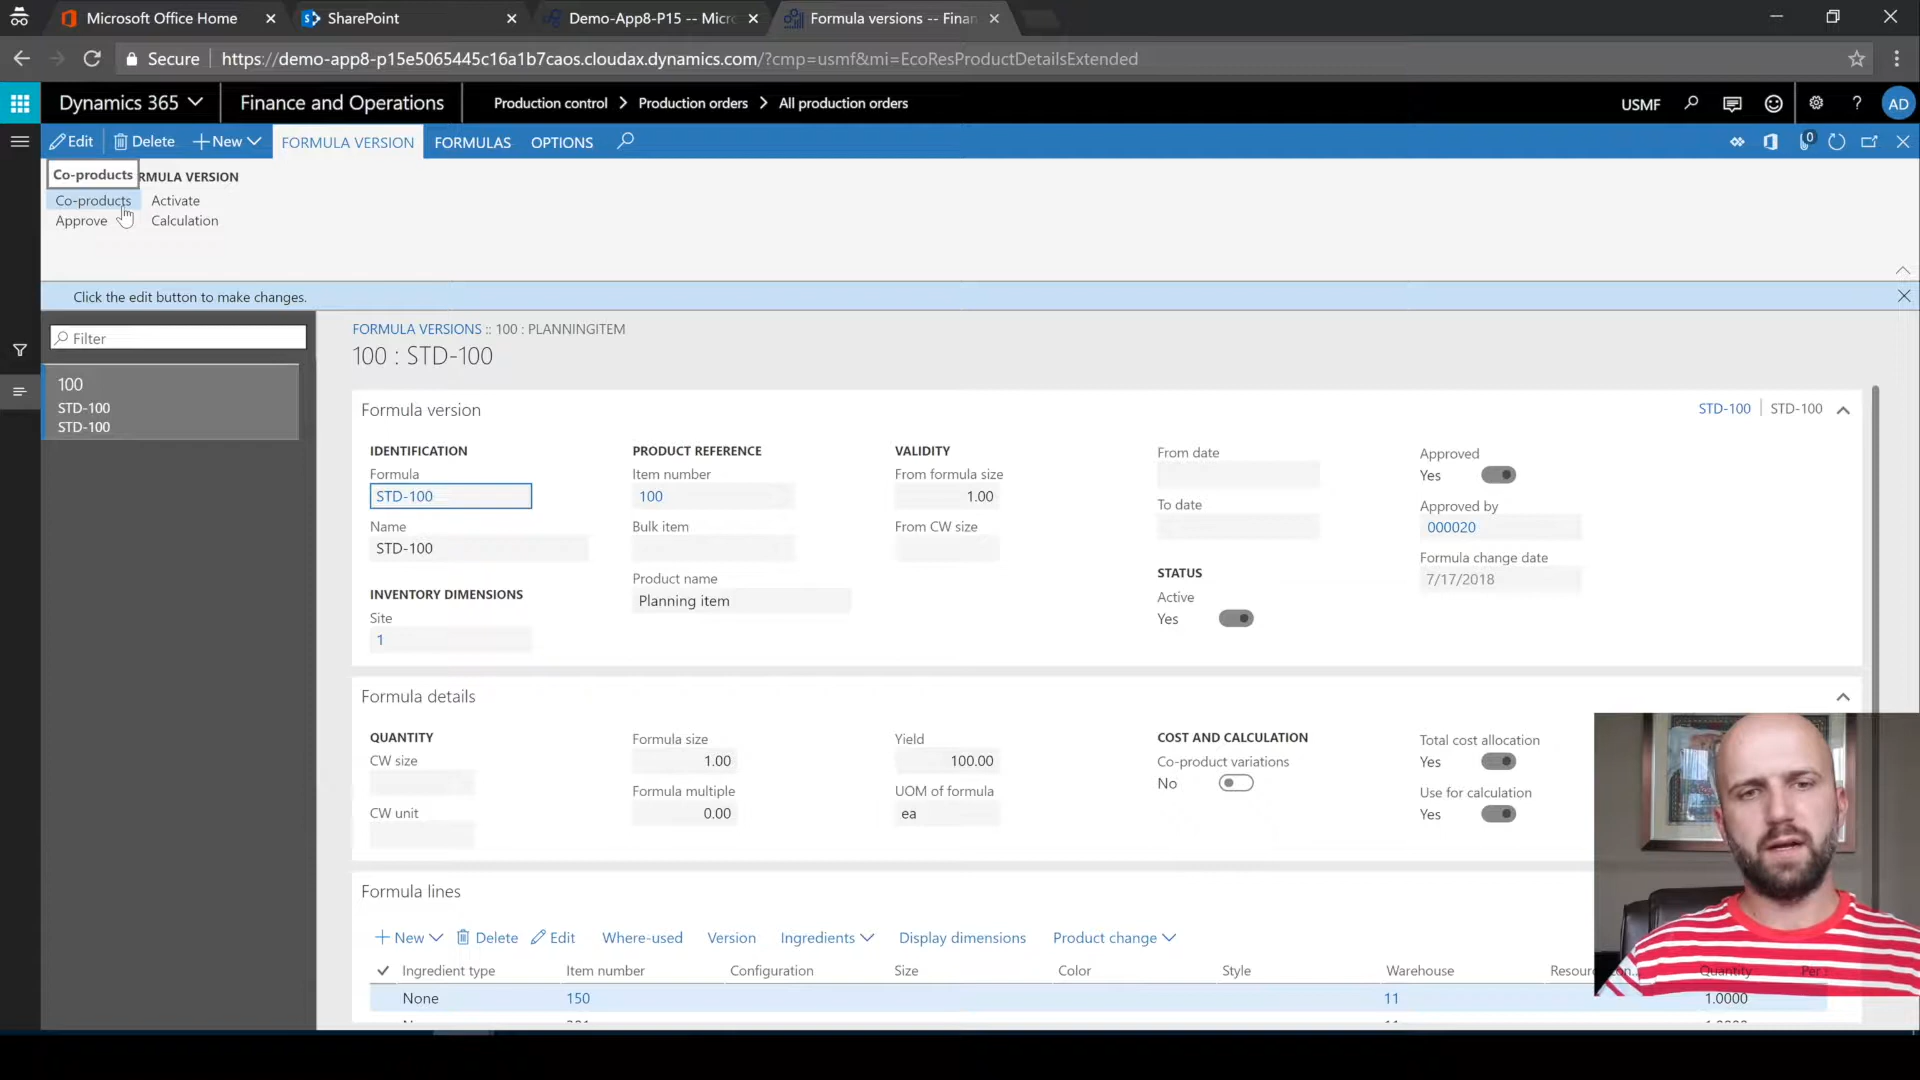 Microsoft Office Home
SharePoint
Demo-App8-P15 -- Micr
Formula versions -- Finan
Secure
https://demo-app8-p15e5065445c16a1b7caos.cloudax.dynamics.com/?cmp=usmf&mi=EcoResProductDetailsExtended
Dynamics 365
Finance and Operations
Production control > Production orders > All production orders
USMF
? AD
Edit
Delete
+ New
FORMULA VERSION
FORMULAS
OPTIONS
0
Co-products
RMULA VERSION
Co-products
Activate
Approve
Calculation
Click the edit button to make changes.
Filter
100
STD-100
STD-100
FORMULA VERSIONS :: 100 : PLANNINGITEM
100 : STD-100
Formula version
STD-100 | STD-100
IDENTIFICATION
Formula
STD-100
Name
STD-100
INVENTORY DIMENSIONS
Site
1
PRODUCT REFERENCE
Item number
100
Bulk item
Product name
Planning item
VALIDITY
From formula size
1.00
From CW size
From date
To date
STATUS
Active
Yes
Approved
Yes
Approved by
000020
Formula change date
7/17/2018
Formula details
QUANTITY
CW size
CW unit
Formula size
1.00
Formula multiple
0.00
Yield
100.00
UOM of formula
ea
COST AND CALCULATION
Co-product variations
No
Total cost allocation
Yes
Use for calculation
Yes
Formula lines
+ New
Delete
Edit
Where-used
Version
Ingredients
Display dimensions
Product change
Ingredient type
Item number
Configuration
Size
Color
Style
Warehouse
Quantity
Per
None
150
11
1.0000